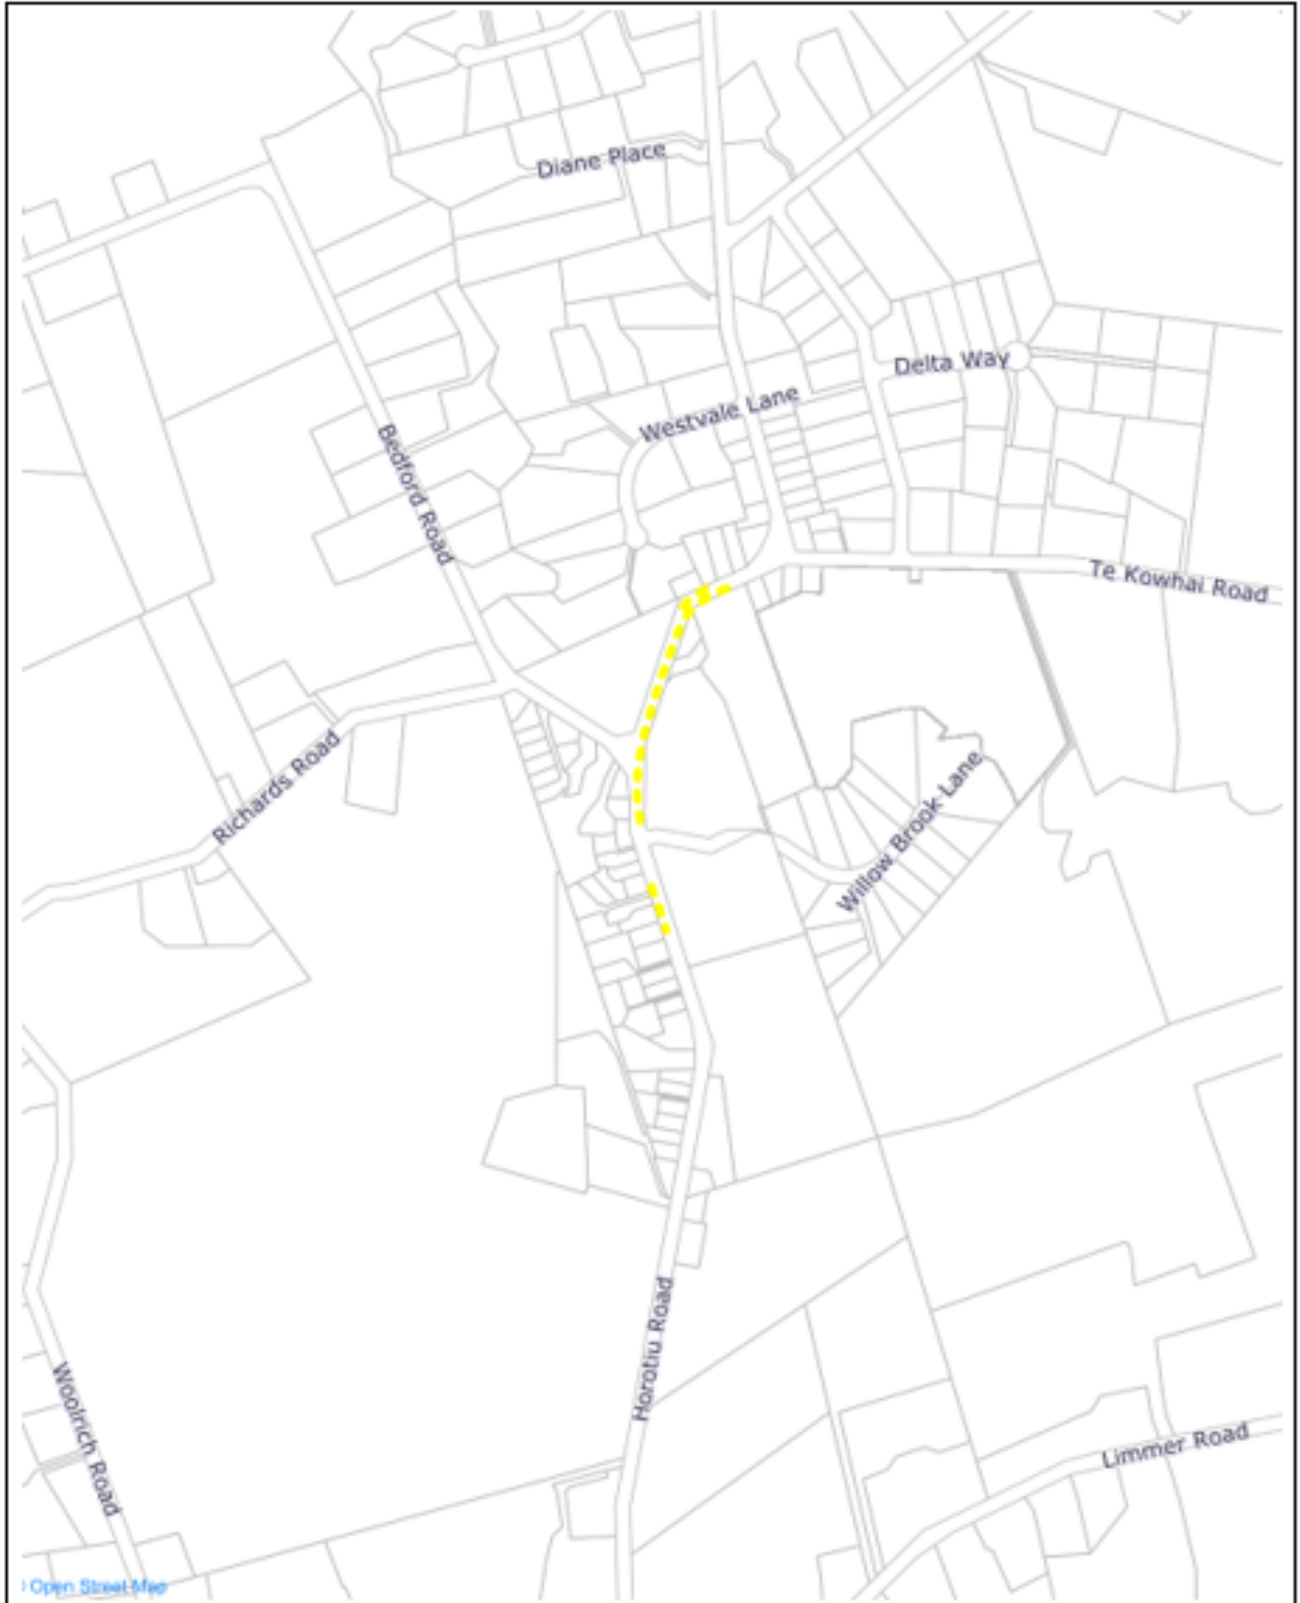 Diane Place
Delta Way
Westvale Lane
Bedford Road
Te Kowhai Road
Richards Road
Willow Brook Lane
Horotiu Road
Woolrich Road
Limmer Road
Open Street Map